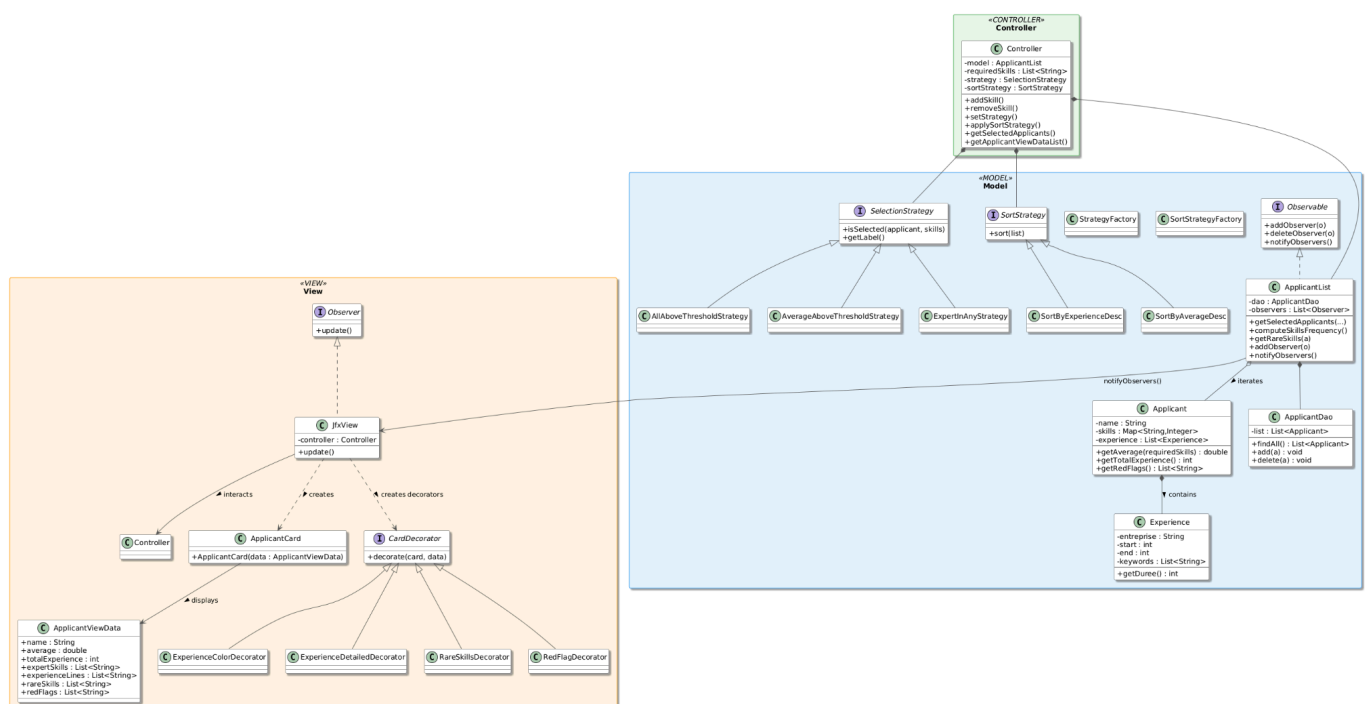 «CONTROLLER»
Controller
C Controller
-model : ApplicantList
-requiredSkills : List<String>
-strategy : SelectionStrategy
-sortStrategy : SortStrategy
+addSkill()
+removeSkill()
+setStrategy()
+applySortStrategy()
+getSelectedApplicants()
+getApplicantViewDataList()
«MODEL»
Model
I SelectionStrategy
+isSelected(applicant, skills)
+getLabel()
I SortStrategy
+sort(list)
C StrategyFactory
C SortStrategyFactory
I Observable
+addObserver(o)
+deleteObserver(o)
+notifyObservers()
C AllAboveThresholdStrategy
C AverageAboveThresholdStrategy
C ExpertInAnyStrategy
C SortByExperienceDesc
C SortByAverageDesc
C ApplicantList
-dao : ApplicantDao
-observers : List<Observer>
+getSelectedApplicants(...)
+computeSkillsFrequency()
+getRareSkills(a)
+addObserver(o)
+notifyObservers()
notifyObservers()
iterates
C Applicant
-name : String
-skills : Map<String,Integer>
-experience : List<Experience>
+getAverage(requiredSkills) : double
+getTotalExperience() : int
+getRedFlags() : List<String>
C ApplicantDao
-list : List<Applicant>
+findAll() : List<Applicant>
+add(a) : void
+delete(a) : void
contains
C Experience
-entreprise : String
-start : int
-end : int
-keywords : List<String>
+getDuree() : int
«VIEW»
View
I Observer
+update()
C JfxView
-controller : Controller
+update()
interacts
creates
creates decorators
C Controller
C ApplicantCard
+ApplicantCard(data : ApplicantViewData)
I CardDecorator
+decorate(card, data)
displays
C ApplicantViewData
+name : String
+average : double
+totalExperience : int
+expertSkills : List<String>
+experienceLines : List<String>
+rareSkills : List<String>
+redFlags : List<String>
C ExperienceColorDecorator
C ExperienceDetailedDecorator
C RareSkillsDecorator
C RedFlagDecorator